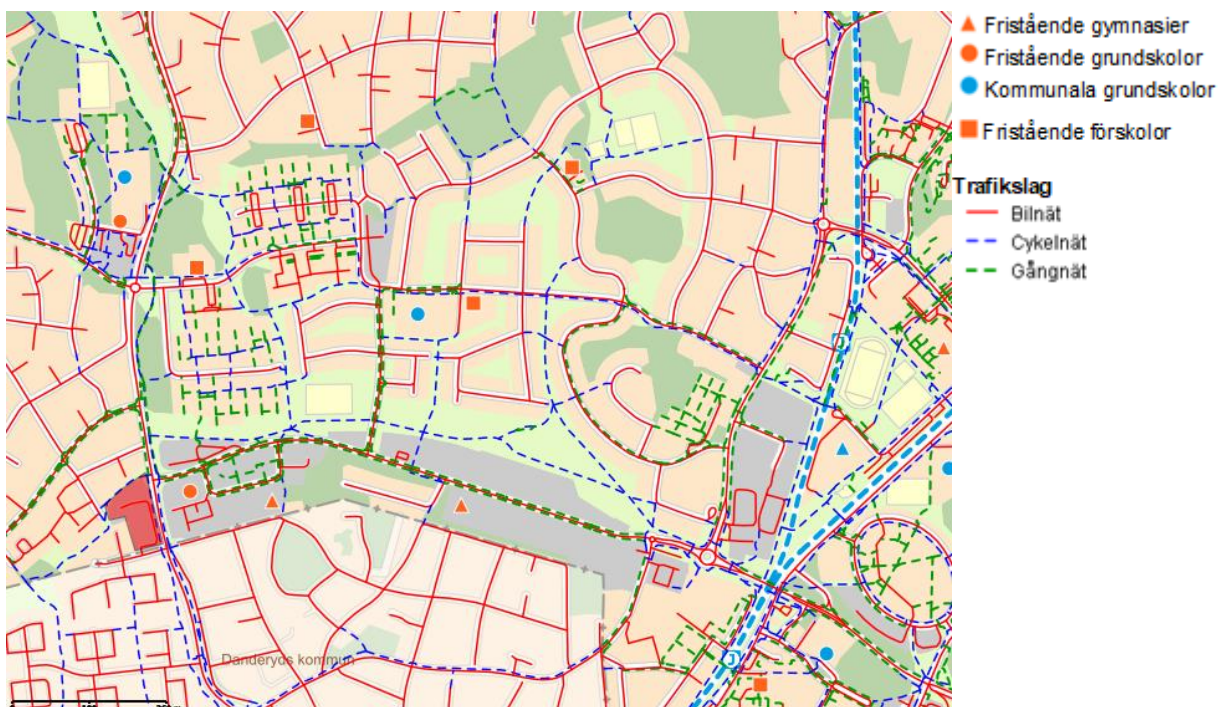 Fristående gymnasier
Fristående grundskolor
Kommunala grundskolor
Fristående förskolor
Trafikslag
Bilnät
Cykelnät
Gångnät
J
Danderyds kommun
J